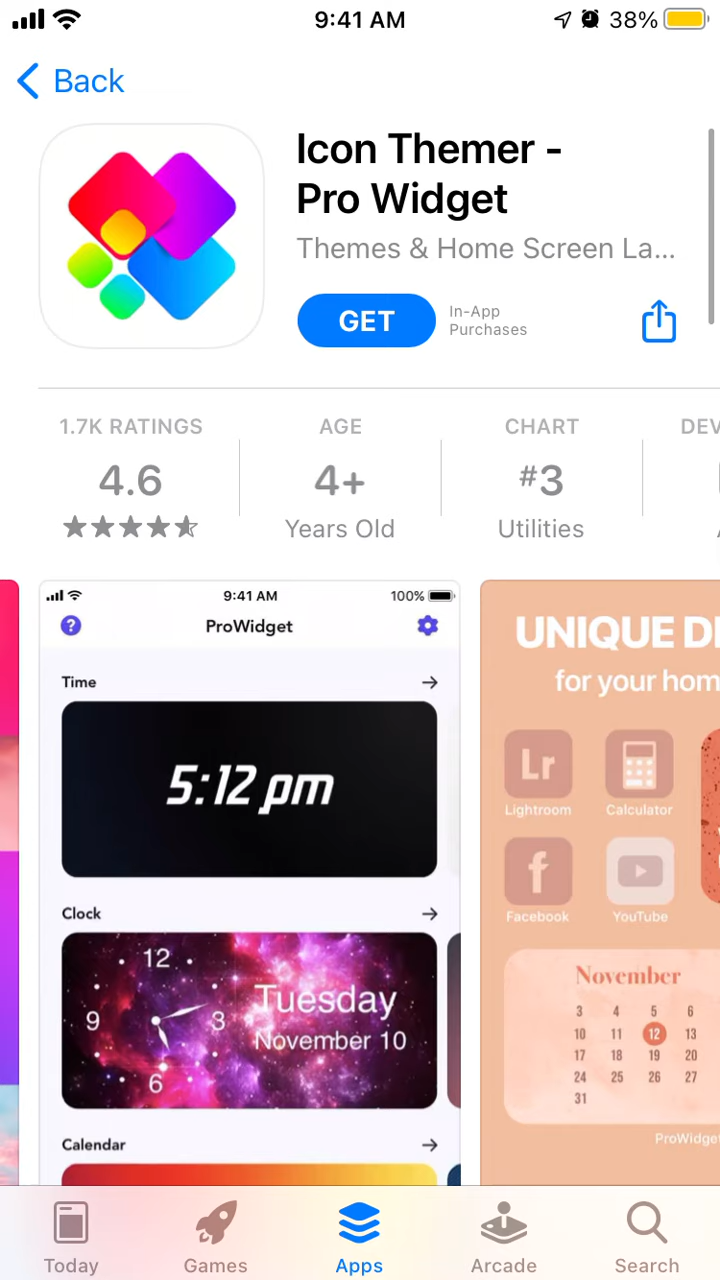 9:41 AM
38%
Back
Icon Themer -
Pro Widget
Themes & Home Screen La...
GET
In-App
Purchases
1.7K RATINGS
4.6
AGE
4+
Years Old
CHART
#3
Utilities
DEV
9:41 AM
100%
?
ProWidget
Time
5:12 pm
Clock
12
9
3
6
Tuesday
November 10
Calendar
UNIQUE D
for your hom
Lr
Lightroom
Calculator
f
Facebook
YouTube
November
3 4 5 6
10 11 12 13
17 18 19 20
24 25 26 27
31
ProWidget
Today
Games
Apps
Arcade
Search